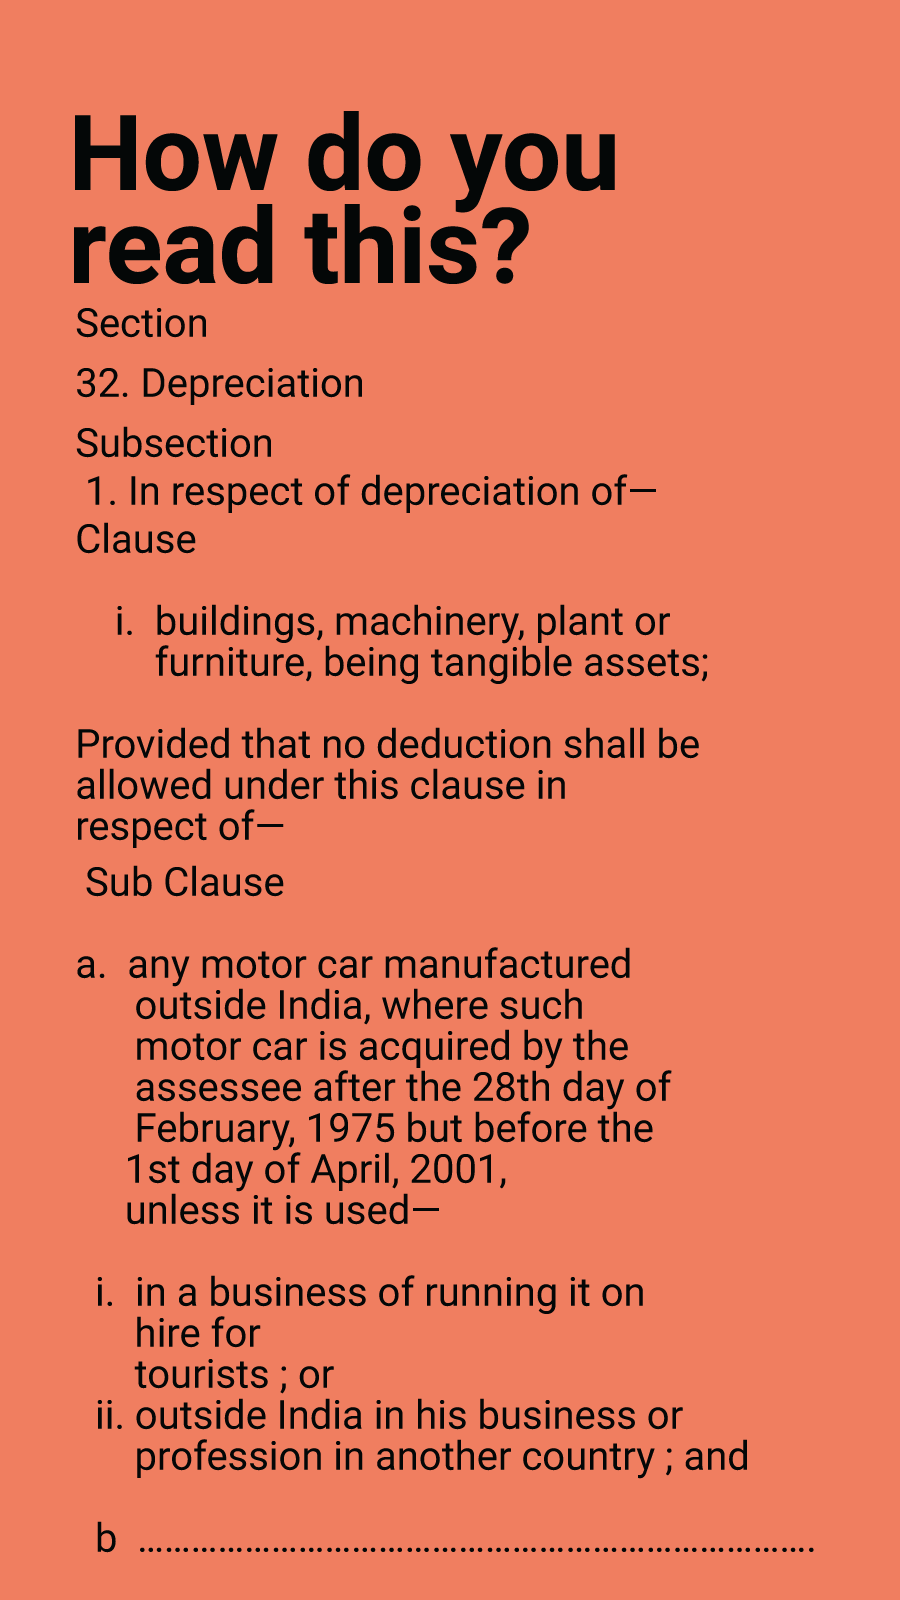 How do you
read this?
Section
32. Depreciation
Subsection
1. In respect of depreciation of—
Clause
i. buildings, machinery, plant or
furniture, being tangible assets;
Provided that no deduction shall be
allowed under this clause in
respect of—
Sub Clause
a. any motor car manufactured
outside India, where such
motor car is acquired by the
assessee after the 28th day of
February, 1975 but before the
1st day of April, 2001,
unless it is used—
i. in a business of running it on
hire for
tourists ; or
ii. outside India in his business or
profession in another country ; and
b ………………………………………………………………….